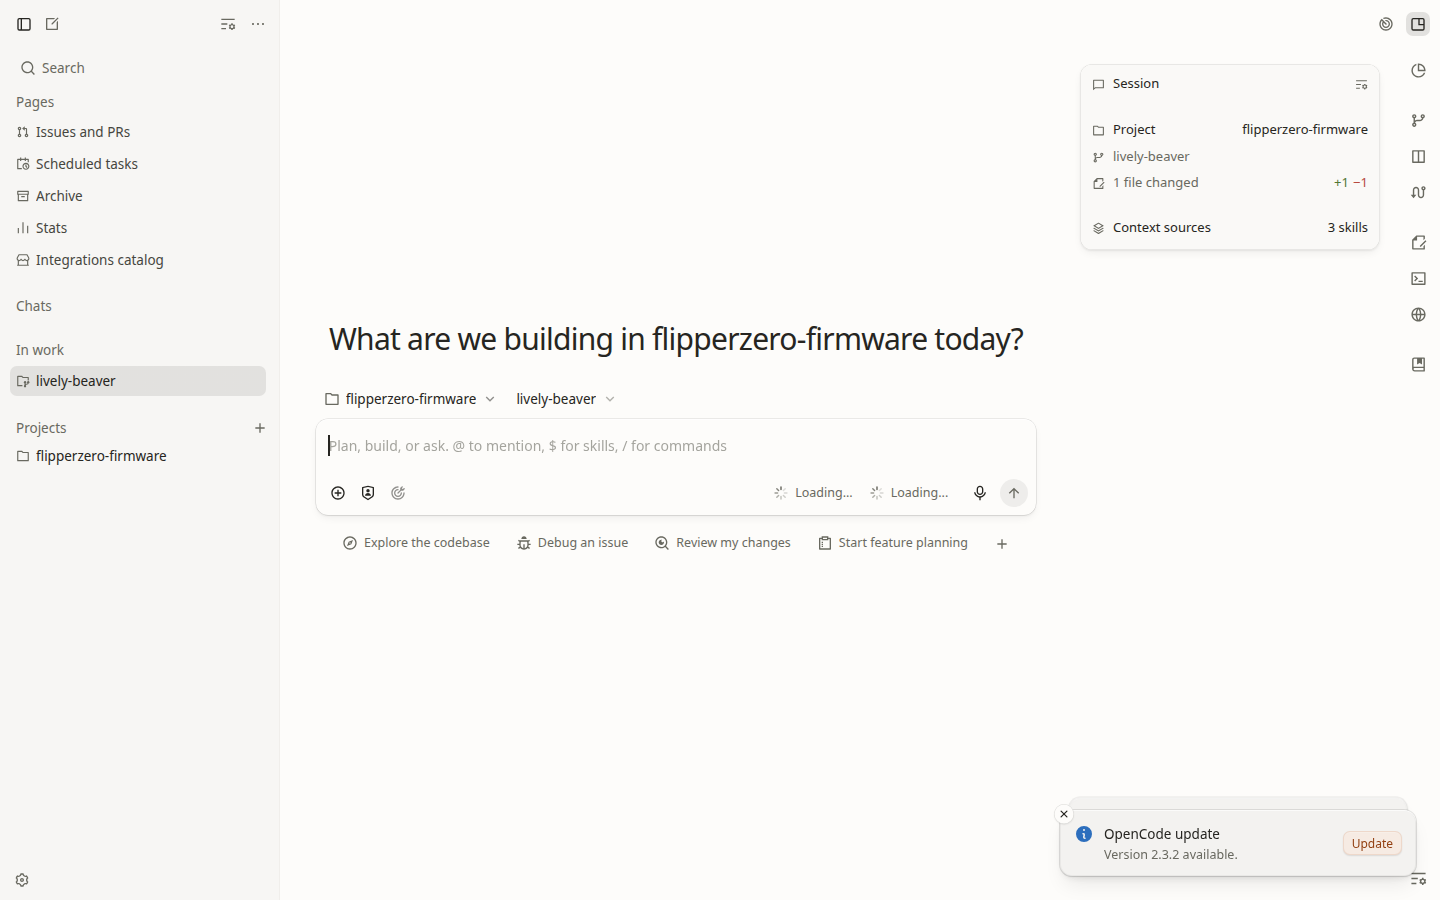 Search
Pages
Issues and PRs
Scheduled tasks
Archive
Stats
Integrations catalog
Chats
In work
lively-beaver
Projects
flipperzero-firmware
What are we building in flipperzero-firmware today?
flipperzero-firmware
lively-beaver
Plan, build, or ask. @ to mention, $ for skills, / for commands
Loading...
Loading...
Explore the codebase
Debug an issue
Review my changes
Start feature planning
Session
Project
flipperzero-firmware
lively-beaver
1 file changed
+1 −1
Context sources
3 skills
OpenCode update
Version 2.3.2 available.
Update